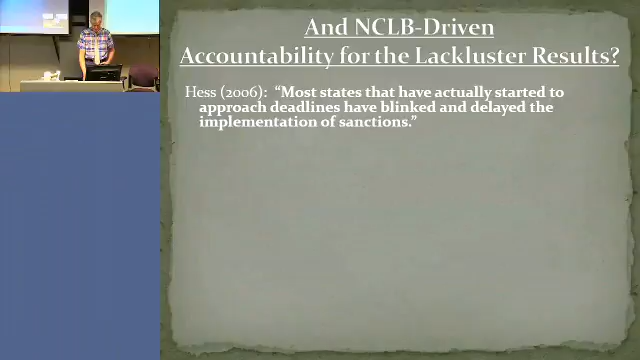 And NCLB-Driven
Accountability for the Lackluster Results?
Hess (2006): “Most states that have actually started to
approach deadlines have blinked and delayed the
implementation of sanctions.”